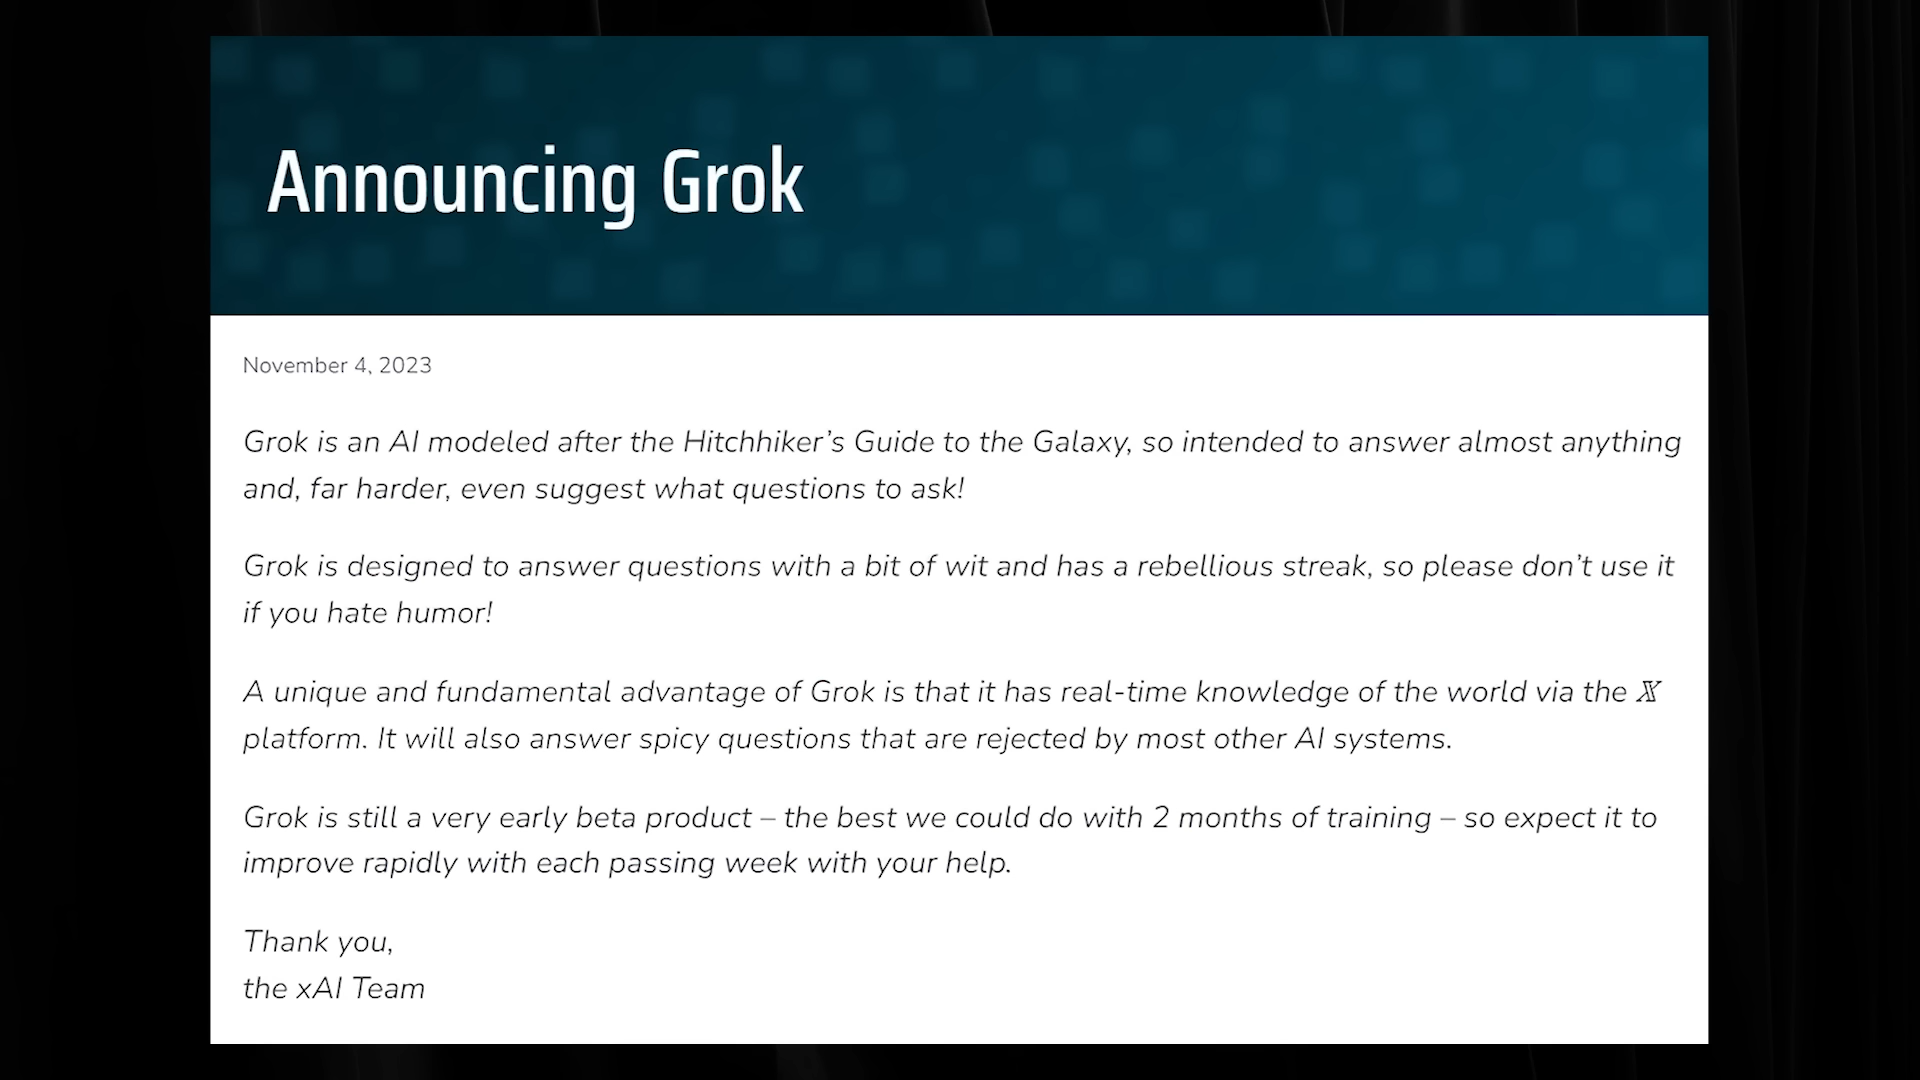 Announcing Grok
November 4, 2023
Grok is an AI modeled after the Hitchhiker’s Guide to the Galaxy, so intended to answer almost anything
and, far harder, even suggest what questions to ask!
Grok is designed to answer questions with a bit of wit and has a rebellious streak, so please don’t use it
if you hate humor!
A unique and fundamental advantage of Grok is that it has real-time knowledge of the world via the 𝕏
platform. It will also answer spicy questions that are rejected by most other AI systems.
Grok is still a very early beta product – the best we could do with 2 months of training – so expect it to
improve rapidly with each passing week with your help.
Thank you,
the xAI Team